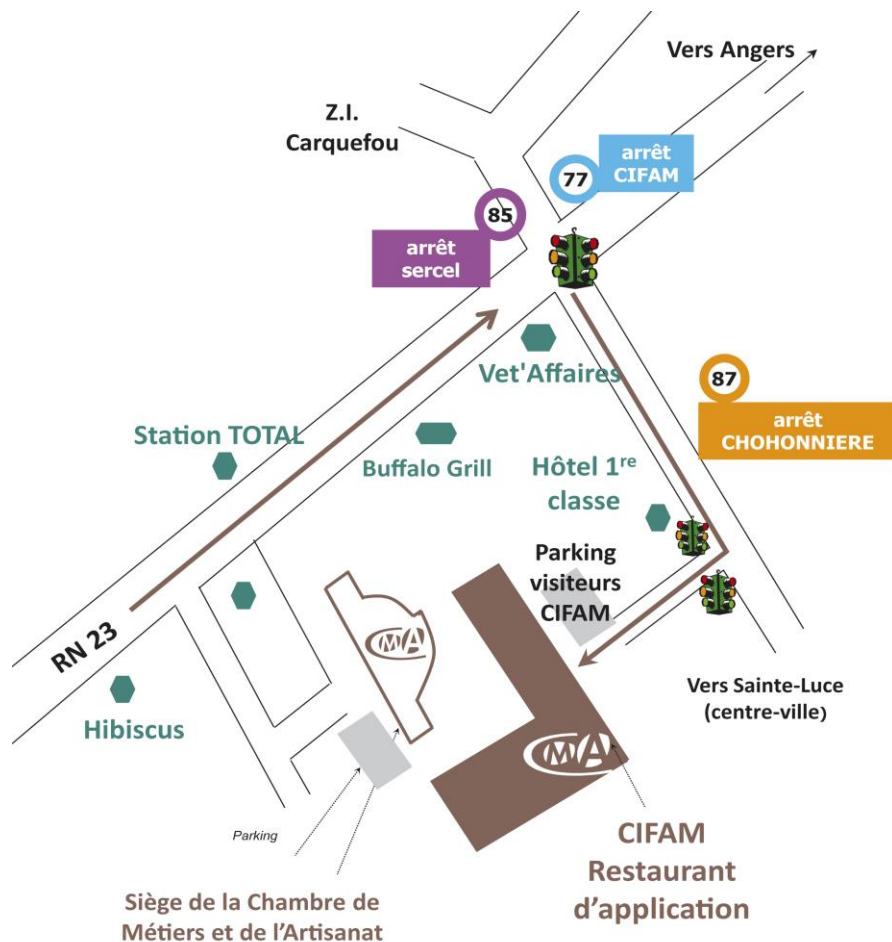 Vers Angers
Z.I.
Carquefou
77
arrêt
CIFAM
85
arrêt
sercel
Vet'Affaires
87
arrêt
CHOHONNIERE
Station TOTAL
Buffalo Grill
Hôtel 1re
classe
Parking
visiteurs
CIFAM
CMA
RN 23
Hibiscus
Vers Sainte-Luce
(centre-ville)
CMA
Parking
CIFAM
Restaurant
d'application
Siège de la Chambre de
Métiers et de l'Artisanat